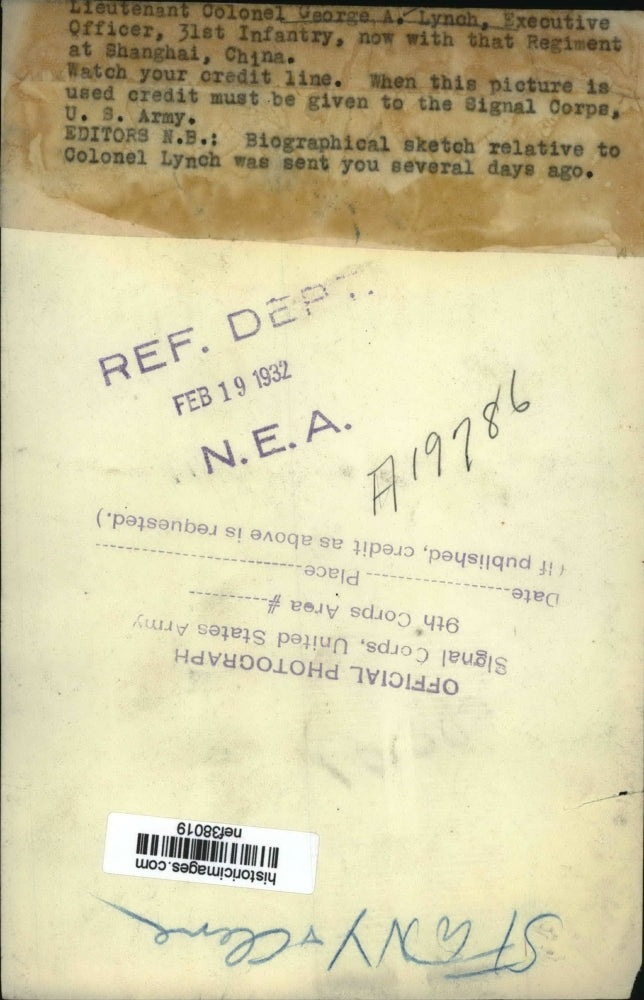 Lieutenant Colonel George A. Lynch, Executive
Officer, 31st Infantry, now with that Regiment
at Shanghai, China.
Watch your credit line. When this picture is
used credit must be given to the Signal Corps,
U. S. Army.
EDITORS N.B.: Biographical sketch relative to
Colonel Lynch was sent you several days ago.
REF. DEPT.
FEB 19 1932
N.E.A.
A19786
OFFICIAL PHOTOGRAPH
Signal Corps, United States Army
9th Corps Area #
Date Place
(if published, credit as above is requested.)
historicimages.com
nef38019
SF & NY & Cleve